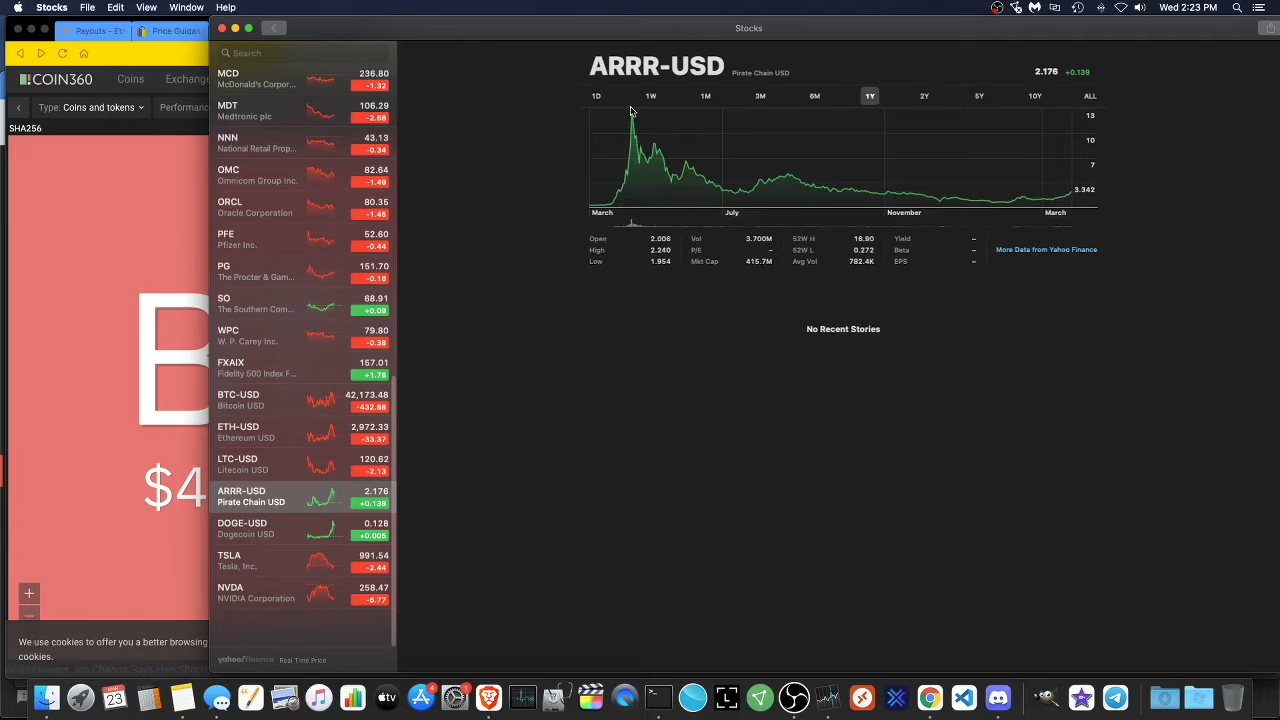 Stocks File Edit View Window Help
Wed 2:23 PM
Payouts - Eth
Price Guidan
Stocks
COIN360 Coins Exchange
Type: Coins and tokens Performanc
SHA256
B
$4
We use cookies to offer you a better browsing
cookies.
Search
MCD 236.80
McDonald's Corpor... -1.32
MDT 106.29
Medtronic plc -2.68
NNN 43.13
National Retail Prop... -0.34
OMC 82.64
Omnicom Group Inc. -1.49
ORCL 80.35
Oracle Corporation -1.45
PFE 52.60
Pfizer Inc. -0.44
PG 151.70
The Procter & Gam... -0.18
SO 68.91
The Southern Com... +0.09
WPC 79.80
W. P. Carey Inc. -0.38
FXAIX 157.01
Fidelity 500 Index F... +1.76
BTC-USD 42,173.48
Bitcoin USD -432.88
ETH-USD 2,972.33
Ethereum USD -33.37
LTC-USD 120.62
Litecoin USD -2.13
ARRR-USD 2.176
Pirate Chain USD +0.139
DOGE-USD 0.128
Dogecoin USD +0.005
TSLA 991.54
Tesla, Inc. -2.44
NVDA 258.47
NVIDIA Corporation -6.77
yahoo/finance Real Time Price
ARRR-USD Pirate Chain USD 2.176 +0.139
1D 1W 1M 3M 6M 1Y 2Y 5Y 10Y ALL
13
10
7
3.342
March July November March
Open 2.006 Vol 3.700M 52W H 16.90 Yield –
High 2.240 P/E – 52W L 0.272 Beta –
Low 1.954 Mkt Cap 415.7M Avg Vol 782.4K EPS –
More Data from Yahoo Finance
No Recent Stories
MAR
23
tv
4
1